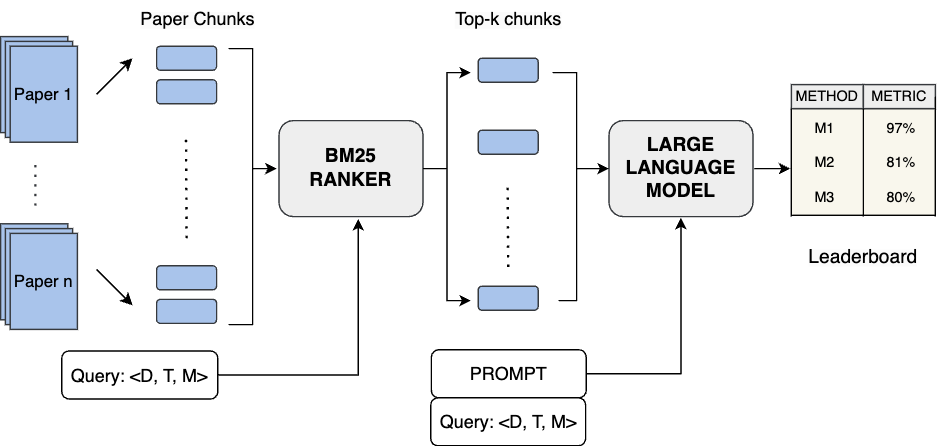 Paper Chunks
Top-k chunks
Paper 1
METHOD METRIC
M1 97%
M2 81%
M3 80%
BM25
RANKER
LARGE
LANGUAGE
MODEL
Leaderboard
Paper n
Query: <D, T, M>
PROMPT
Query: <D, T, M>